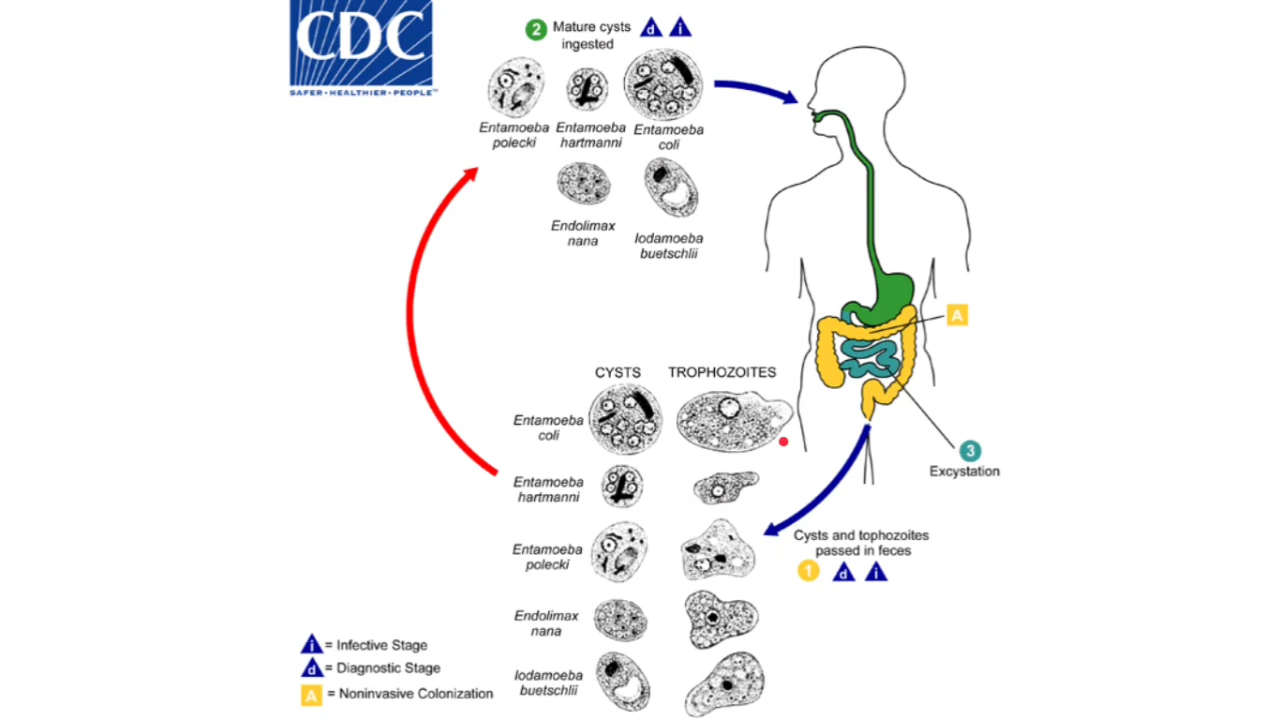 CDC
SAFER · HEALTHIER · PEOPLE™
2 Mature cysts d i
ingested
Entamoeba Entamoeba Entamoeba
polecki hartmanni coli
Endolimax
nana
Iodamoeba
buetschlii
A
CYSTS TROPHOZOITES
Entamoeba
coli
3
Excystation
Entamoeba
hartmanni
Cysts and tophozoites
passed in feces
1 d i
Entamoeba
polecki
Endolimax
nana
Iodamoeba
buetschlii
i = Infective Stage
d = Diagnostic Stage
A = Noninvasive Colonization